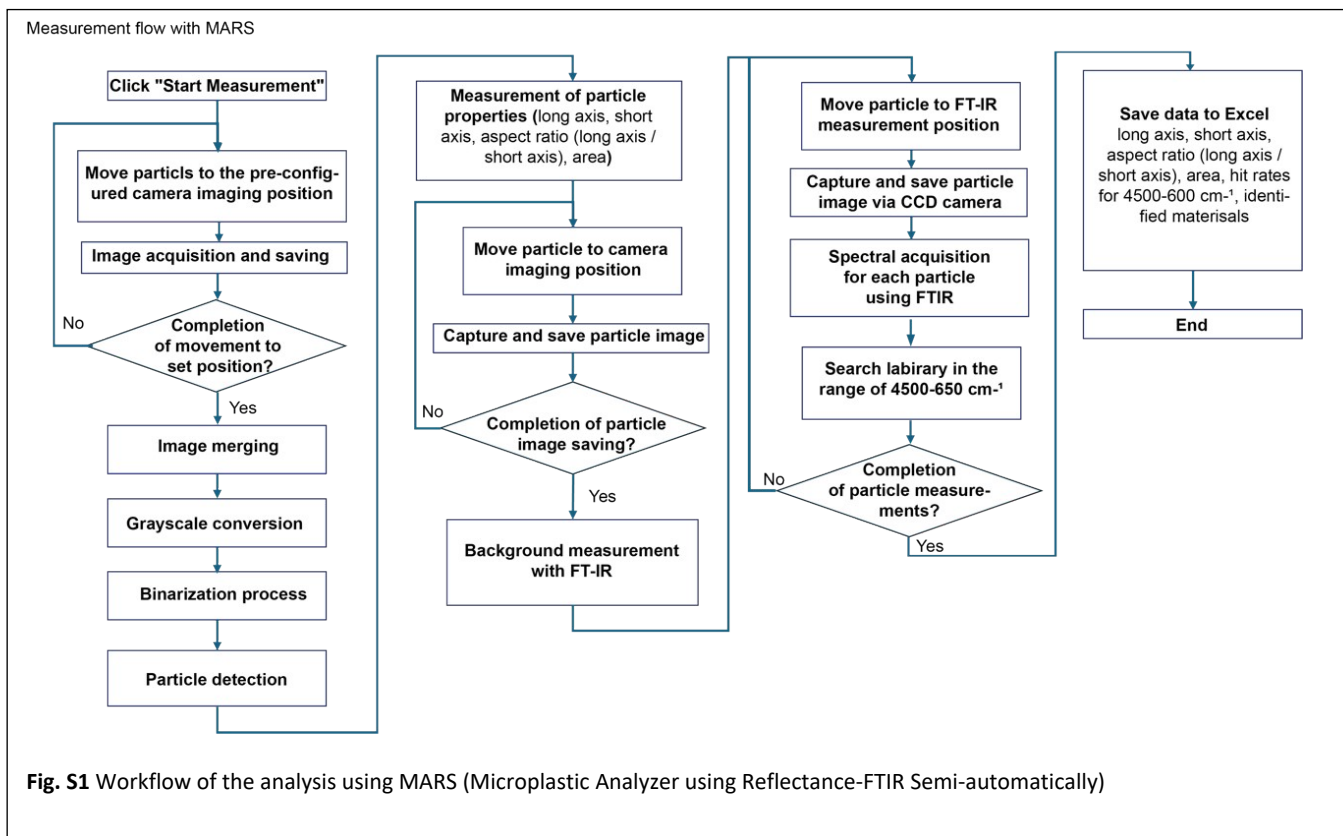 Measurement flow with MARS
Click "Start Measurement"
Move particls to the pre-config-
ured camera imaging position
Image acquisition and saving
No
Completion
of movement to
set position?
Yes
Image merging
Grayscale conversion
Binarization process
Particle detection
Measurement of particle
properties (long axis, short
axis, aspect ratio (long axis /
short axis), area)
Move particle to camera
imaging position
Capture and save particle image
No
Completion of particle
image saving?
Yes
Background measurement
with FT-IR
Move particle to FT-IR
measurement position
Capture and save particle
image via CCD camera
Spectral acquisition
for each particle
using FTIR
Search labirary in the
range of 4500-650 cm-¹
No
Completion
of particle measure-
ments?
Yes
Save data to Excel
long axis, short axis,
aspect ratio (long axis /
short axis), area, hit rates
for 4500-600 cm-¹, identi-
fied materisals
End
Fig. S1 Workflow of the analysis using MARS (Microplastic Analyzer using Reflectance-FTIR Semi-automatically)